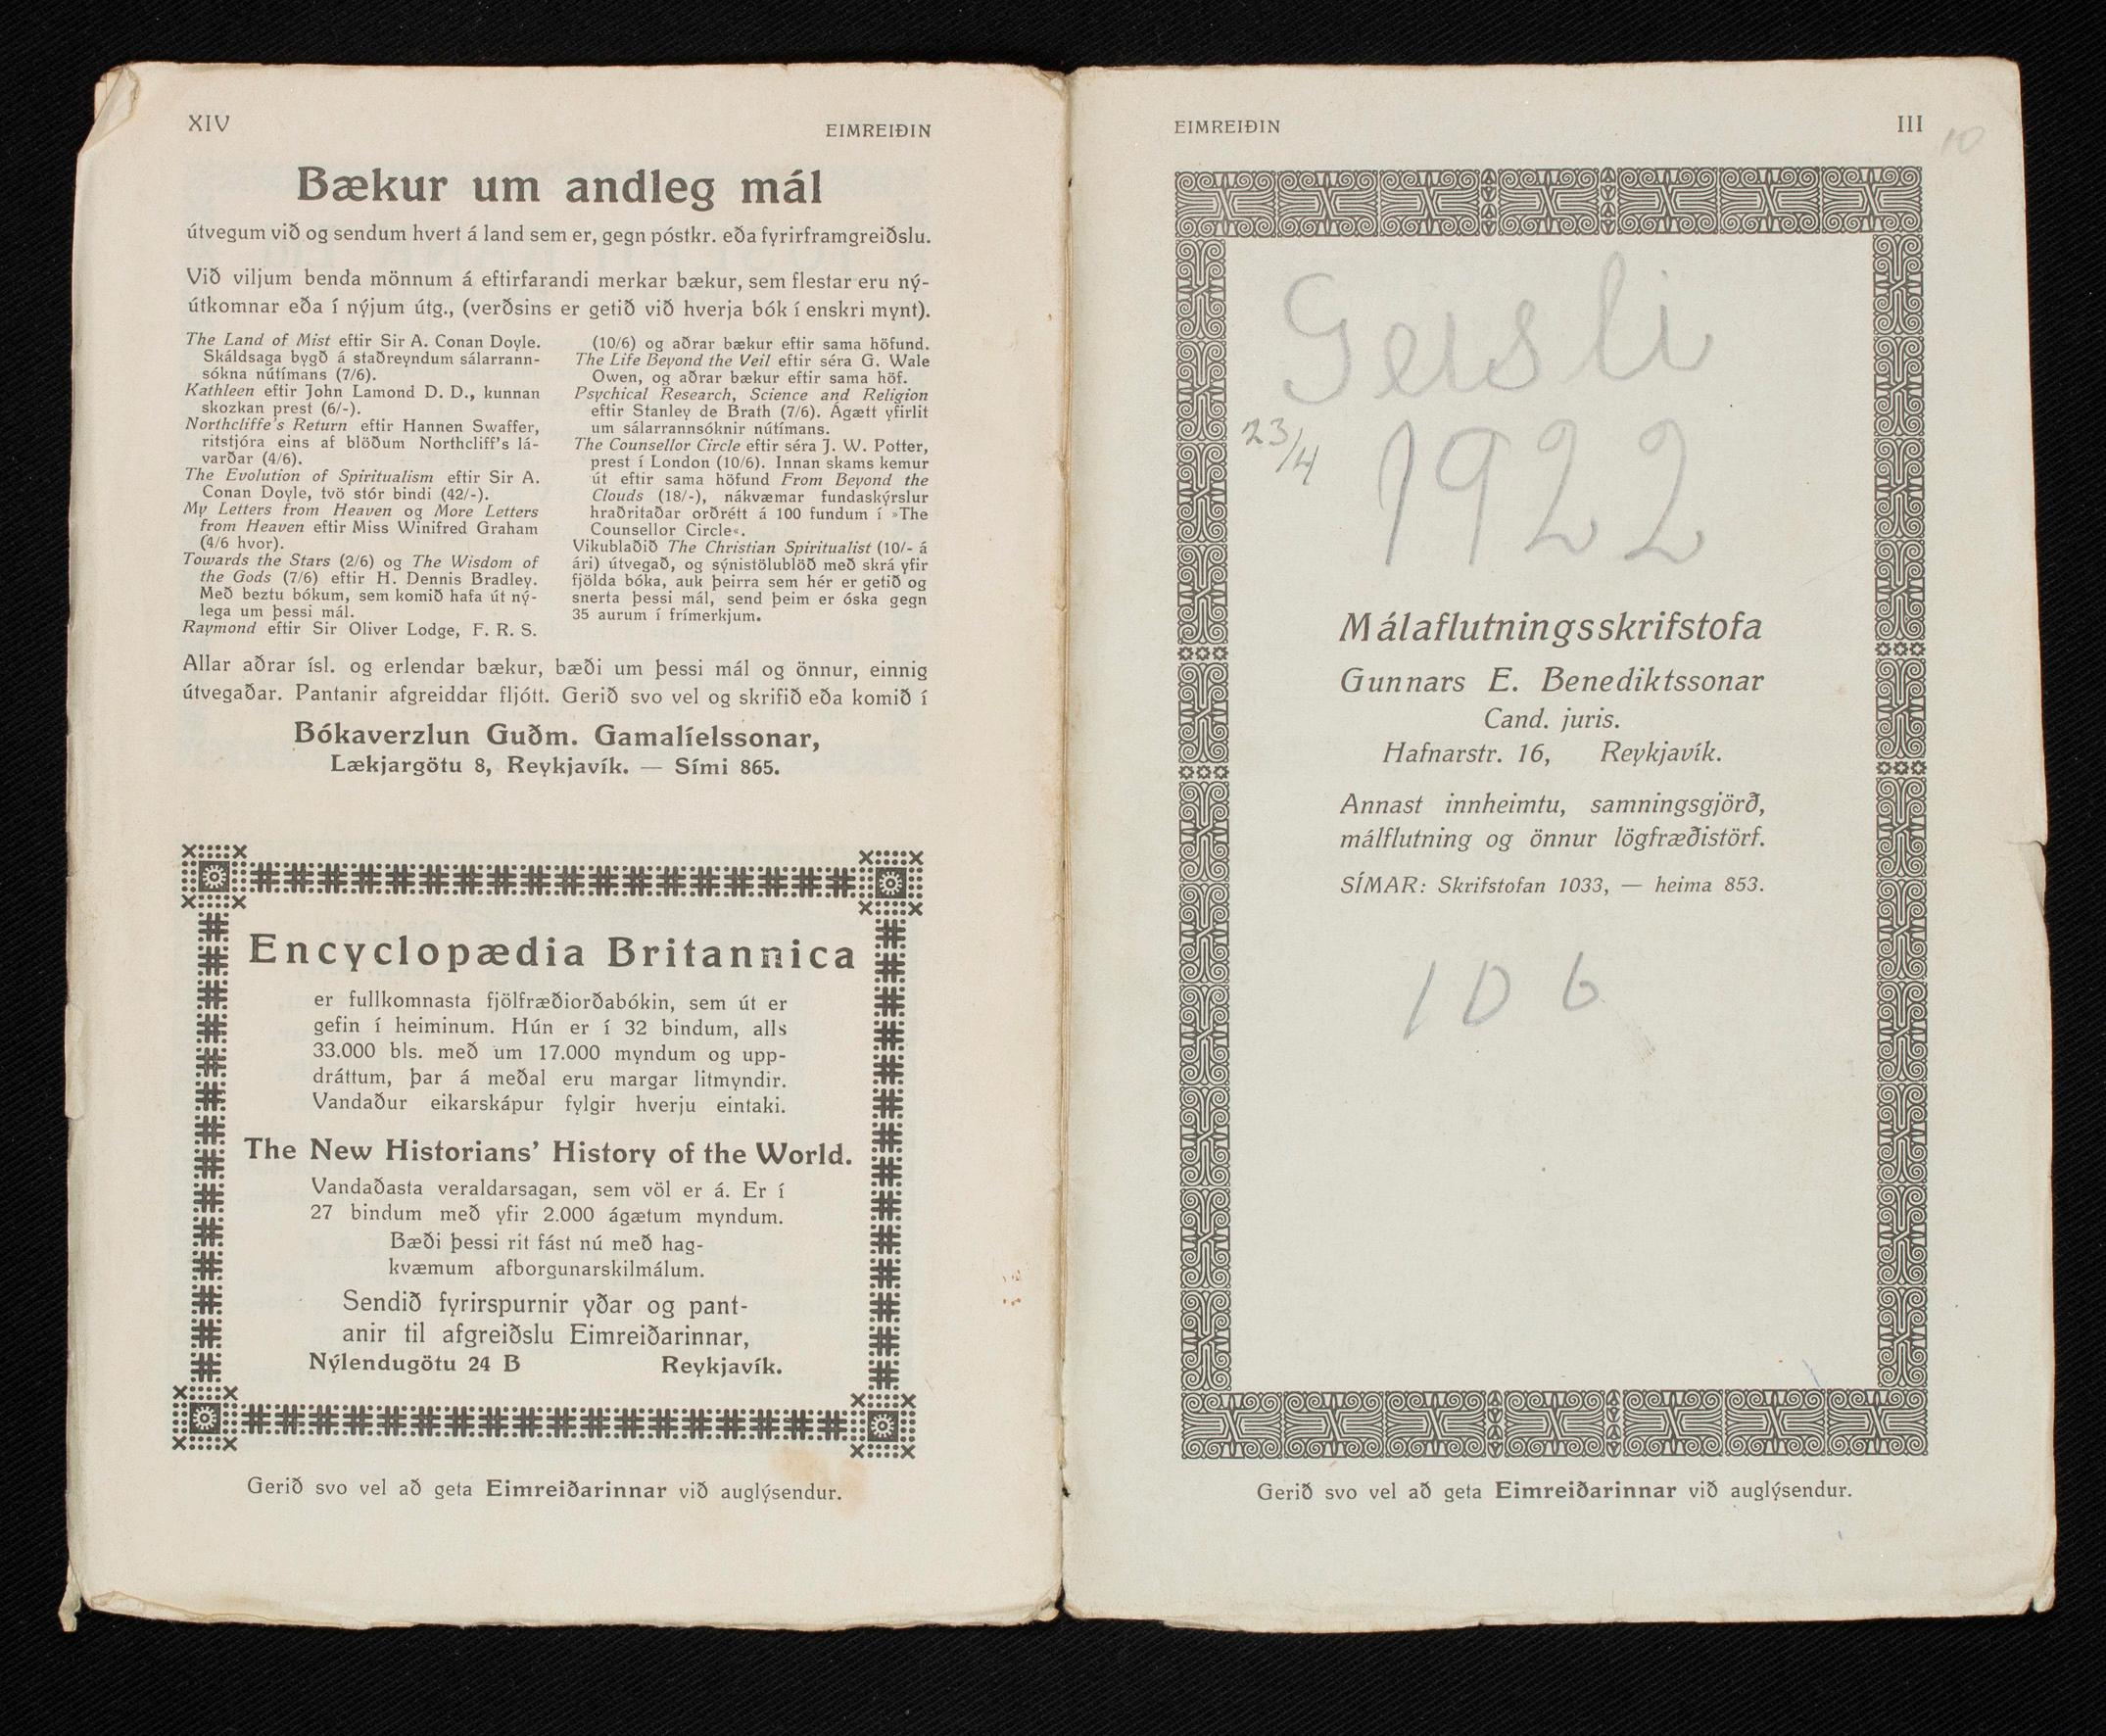 XIV
EIMREIÐIN
Bækur um andleg mál
útvegum við og sendum hvert á land sem er, gegn póstkr. eða fyrirframgreiðslu.
Við viljum benda mönnum á eftirfarandi merkar bækur, sem flestar eru ný-
útkomnar eða í nýjum útg., (verðsins er getið við hverja bók í enskri mynt).
The Land of Mist eftir Sir A. Conan Doyle.
Skáldsaga bygð á staðreyndum sálarrann-
sókna nútímans (7/6).
Kathleen eftir John Lamond D. D., kunnan
skozkan prest (6/-).
Northcliffe's Return eftir Hannen Swaffer,
ritstjóra eins af blöðum Northcliff's lá-
varðar (4/6).
The Evolution of Spiritualism eftir Sir A.
Conan Doyle, tvö stór bindi (42/-).
My Letters from Heaven og More Letters
from Heaven eftir Miss Winifred Graham
(4/6 hvor).
Towards the Stars (2/6) og The Wisdom of
the Gods (7/6) eftir H. Dennis Bradley.
Með beztu bókum, sem komið hafa út ný-
lega um þessi mál.
Raymond eftir Sir Oliver Lodge, F. R. S.
(10/6) og aðrar bækur eftir sama höfund.
The Life Beyond the Veil eftir séra G. Wale
Owen, og aðrar bækur eftir sama höf.
Psychical Research, Science and Religion
eftir Stanley de Brath (7/6). Ágætt yfirlit
um sálarrannsóknir nútímans.
The Counsellor Circle eftir séra J. W. Potter,
prest í London (10/6). Innan skams kemur
út eftir sama höfund From Beyond the
Clouds (18/-), nákvæmar fundaskýrslur
hraðritaðar orðrétt á 100 fundum í »The
Counsellor Circle«.
Vikublaðið The Christian Spiritualist (10/- á
ári) útvegað, og sýnistölublöð með skrá yfir
fjölda bóka, auk þeirra sem hér er getið og
snerta þessi mál, send þeim er óska gegn
35 aurum í frímerkjum.
Allar aðrar ísl. og erlendar bækur, bæði um þessi mál og önnur, einnig
útvegaðar. Pantanir afgreiddar fljótt. Gerið svo vel og skrifið eða komið í
Bókaverzlun Guðm. Gamalíelssonar,
Lækjargötu 8, Reykjavík. — Sími 865.
Encyclopædia Britannica
er fullkomnasta fjölfræðiorðabókin, sem út er
gefin í heiminum. Hún er í 32 bindum, alls
33.000 bls. með um 17.000 myndum og upp-
dráttum, þar á meðal eru margar litmyndir.
Vandaður eikarskápur fylgir hverju eintaki.
The New Historians' History of the World.
Vandaðasta veraldarsagan, sem völ er á. Er í
27 bindum með yfir 2.000 ágætum myndum.
Bæði þessi rit fást nú með hag-
kvæmum afborgunarskilmálum.
Sendið fyrirspurnir yðar og pant-
anir til afgreiðslu Eimreiðarinnar,
Nýlendugötu 24 B Reykjavík.
Gerið svo vel að geta Eimreiðarinnar við auglýsendur.
EIMREIÐIN
III
10
Geisli
23/4
1922
Málaflutningsskrifstofa
Gunnars E. Benediktssonar
Cand. juris.
Hafnarstr. 16, Reykjavík.
Annast innheimtu, samningsgjörð,
málflutning og önnur lögfræðistörf.
SÍMAR: Skrifstofan 1033, — heima 853.
106
Gerið svo vel að geta Eimreiðarinnar við auglýsendur.